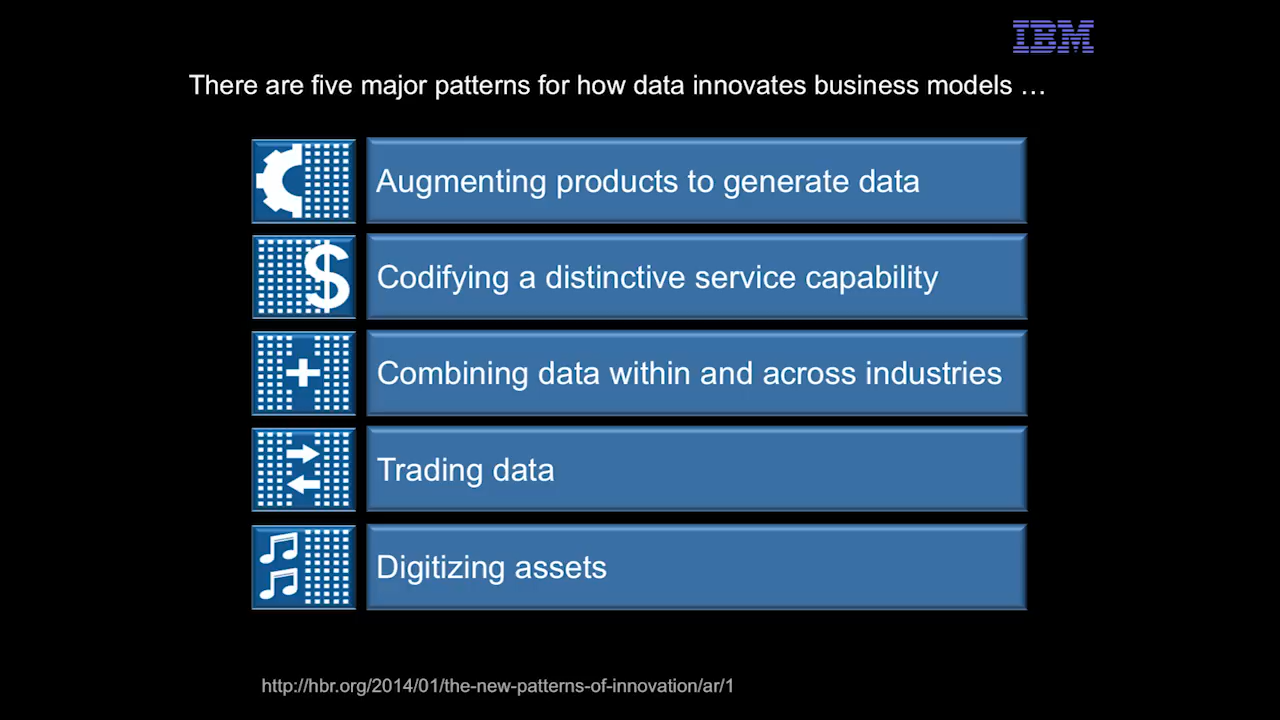 IBM
There are five major patterns for how data innovates business models …
Augmenting products to generate data
$
Codifying a distinctive service capability
+
Combining data within and across industries
Trading data
Digitizing assets
http://hbr.org/2014/01/the-new-patterns-of-innovation/ar/1